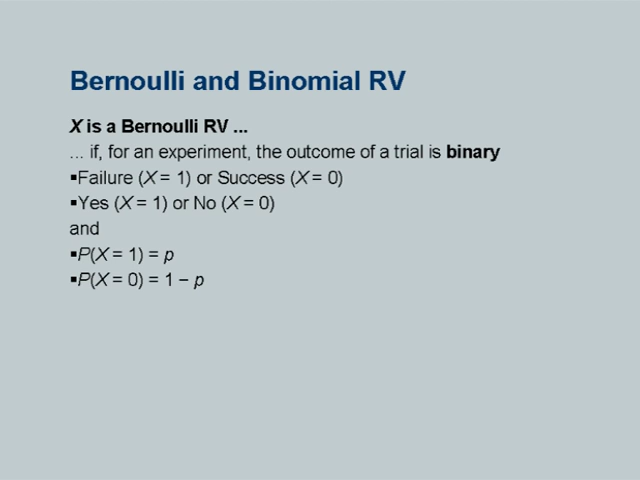 Bernoulli and Binomial RV
X is a Bernoulli RV ...
... if, for an experiment, the outcome of a trial is binary
▪Failure (X = 1) or Success (X = 0)
▪Yes (X = 1) or No (X = 0)
and
▪P(X = 1) = p
▪P(X = 0) = 1 − p